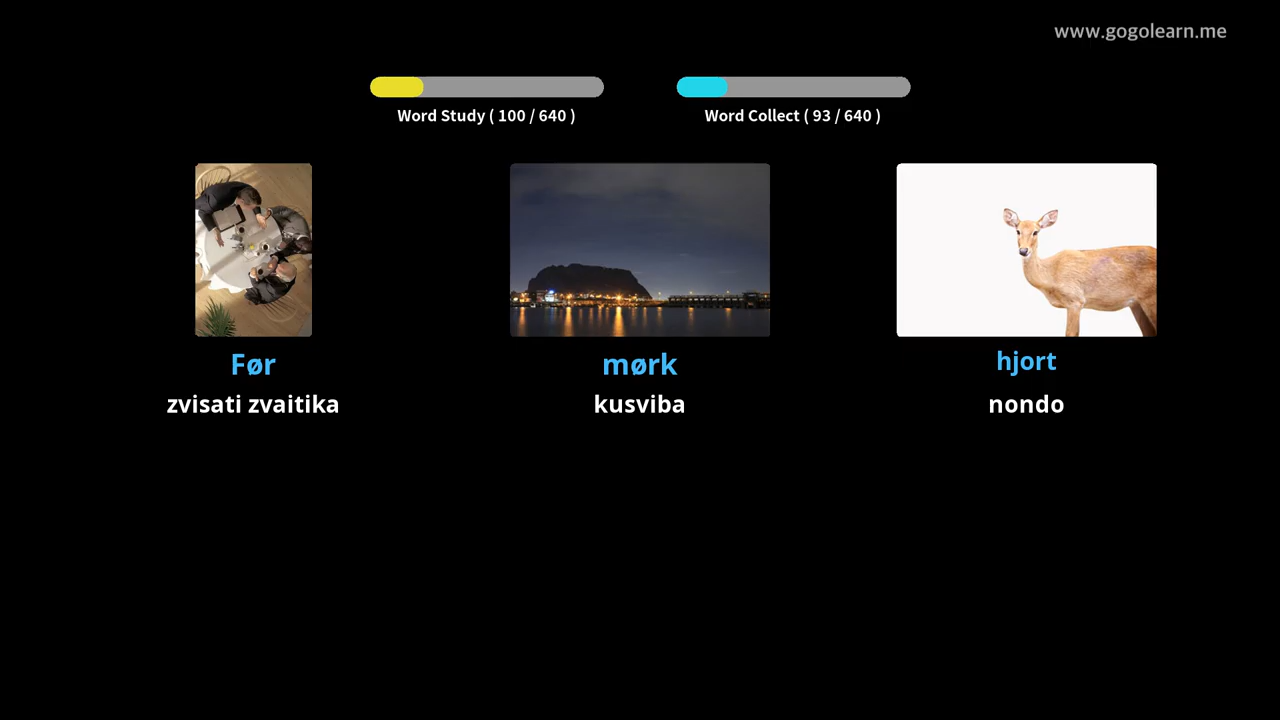 www.gogolearn.me
Word Study ( 100 / 640 )
Word Collect ( 93 / 640 )
Før
mørk
hjort
zvisati zvaitika
kusviba
nondo